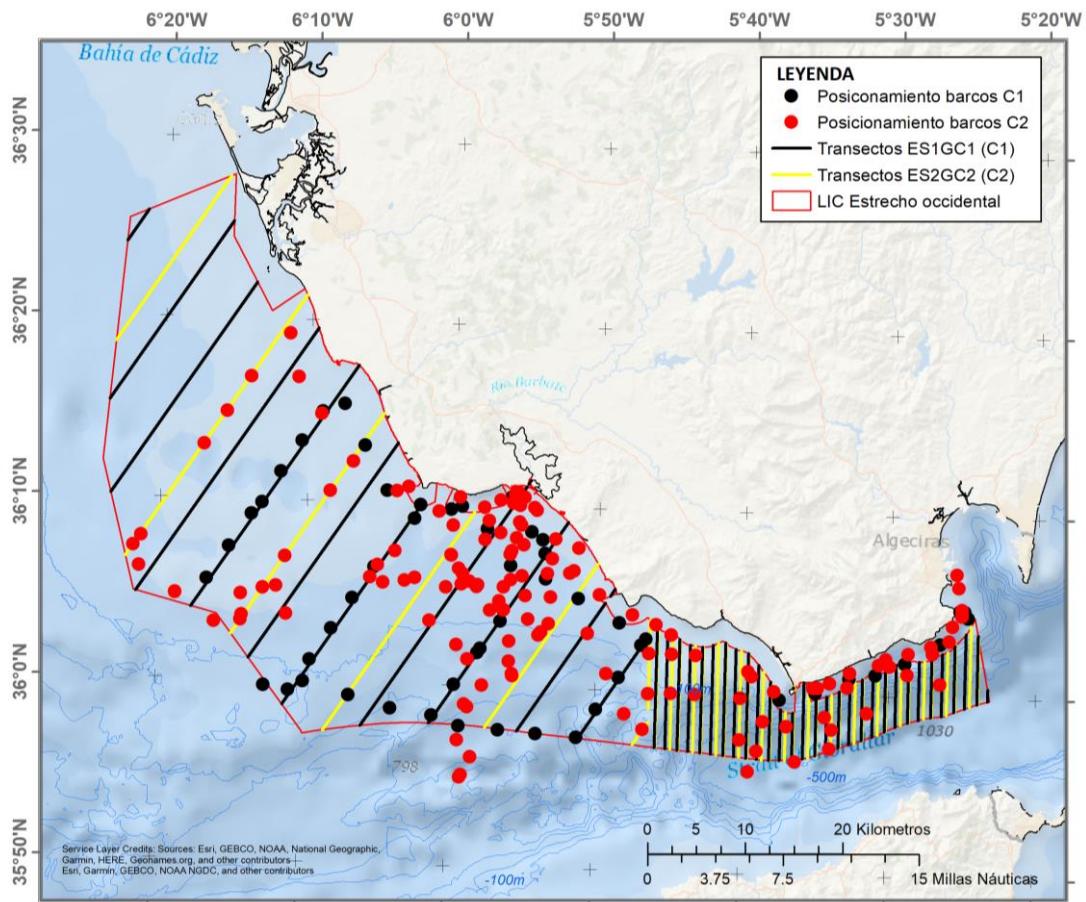 6°20'W 6°10'W 6°0'W 5°50'W 5°40'W 5°30'W 5°20'W
Bahía de Cádiz
LEYENDA
Posiconamiento barcos C1
Posicionamiento barcos C2
Transectos ES1GC1 (C1)
Transectos ES2GC2 (C2)
LIC Estrecho occidental
36°30'N
36°20'N
Río Barbate
36°10'N
Algeciras
36°0'N
-100m
1030
798
-500m
0 5 10 20 Kilometros
35°50'N
Service Layer Credits: Sources: Esri, GEBCO, NOAA, National Geographic,
Garmin, HERE, Geonames.org, and other contributors
Esri, Garmin, GEBCO, NOAA NGDC, and other contributors
-100m
0 3.75 7.5 15 Millas Náuticas